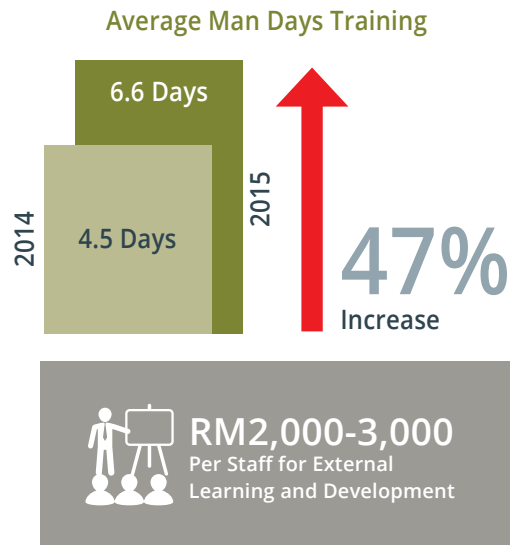 Average Man Days Training
6.6 Days
2015
2014
4.5 Days
47%
Increase
RM2,000-3,000
Per Staff for External
Learning and Development